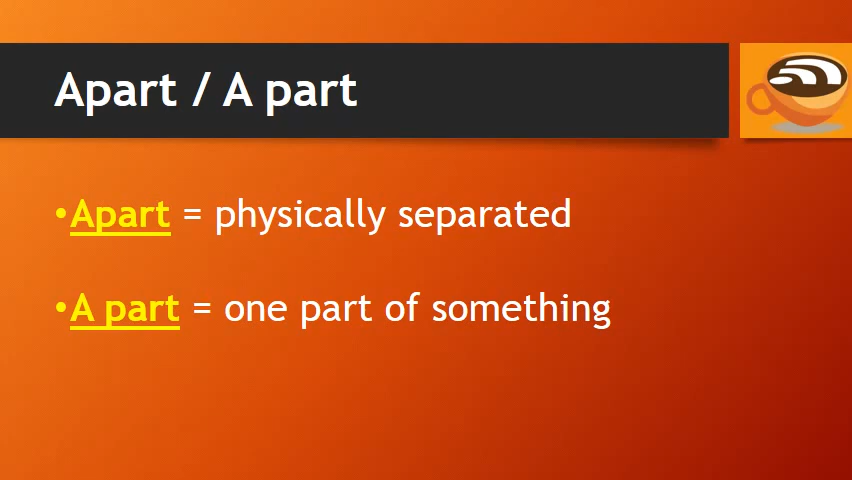 Apart / A part
•Apart = physically separated
•A part = one part of something